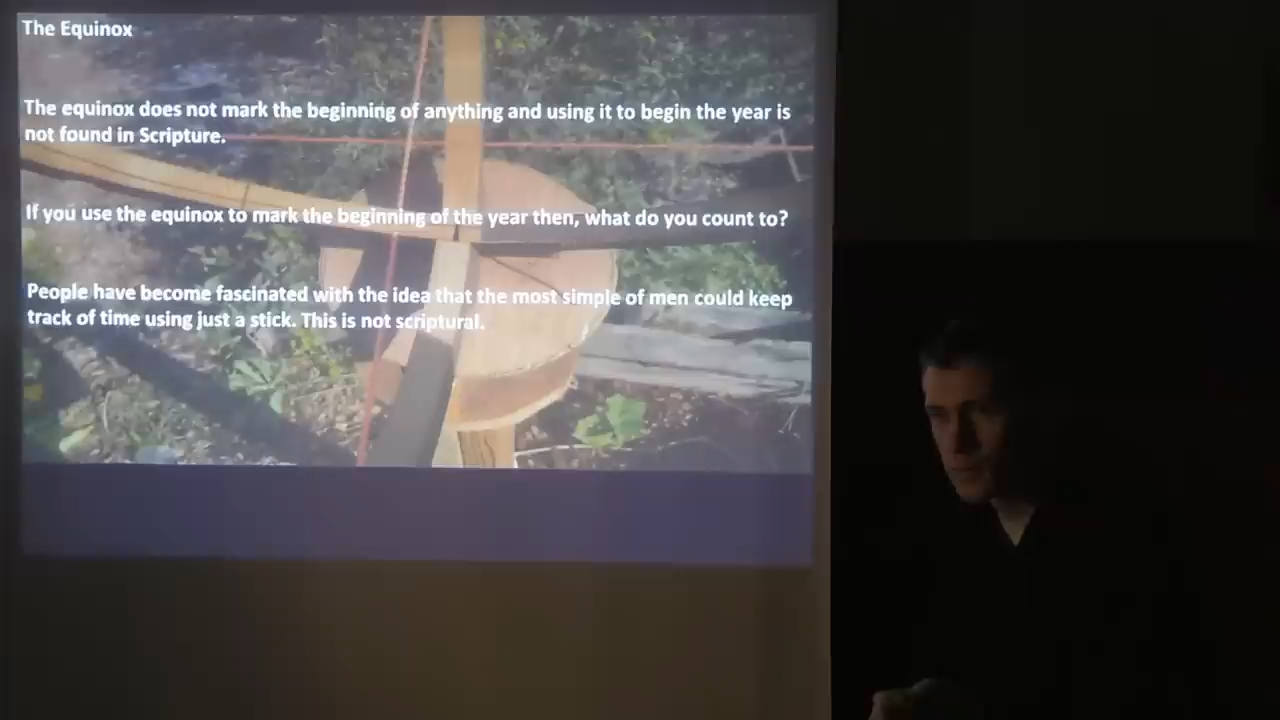 The Equinox
The equinox does not mark the beginning of anything and using it to begin the year is
not found in Scripture.
If you use the equinox to mark the beginning of the year then, what do you count to?
People have become fascinated with the idea that the most simple of men could keep
track of time using just a stick. This is not scriptural.